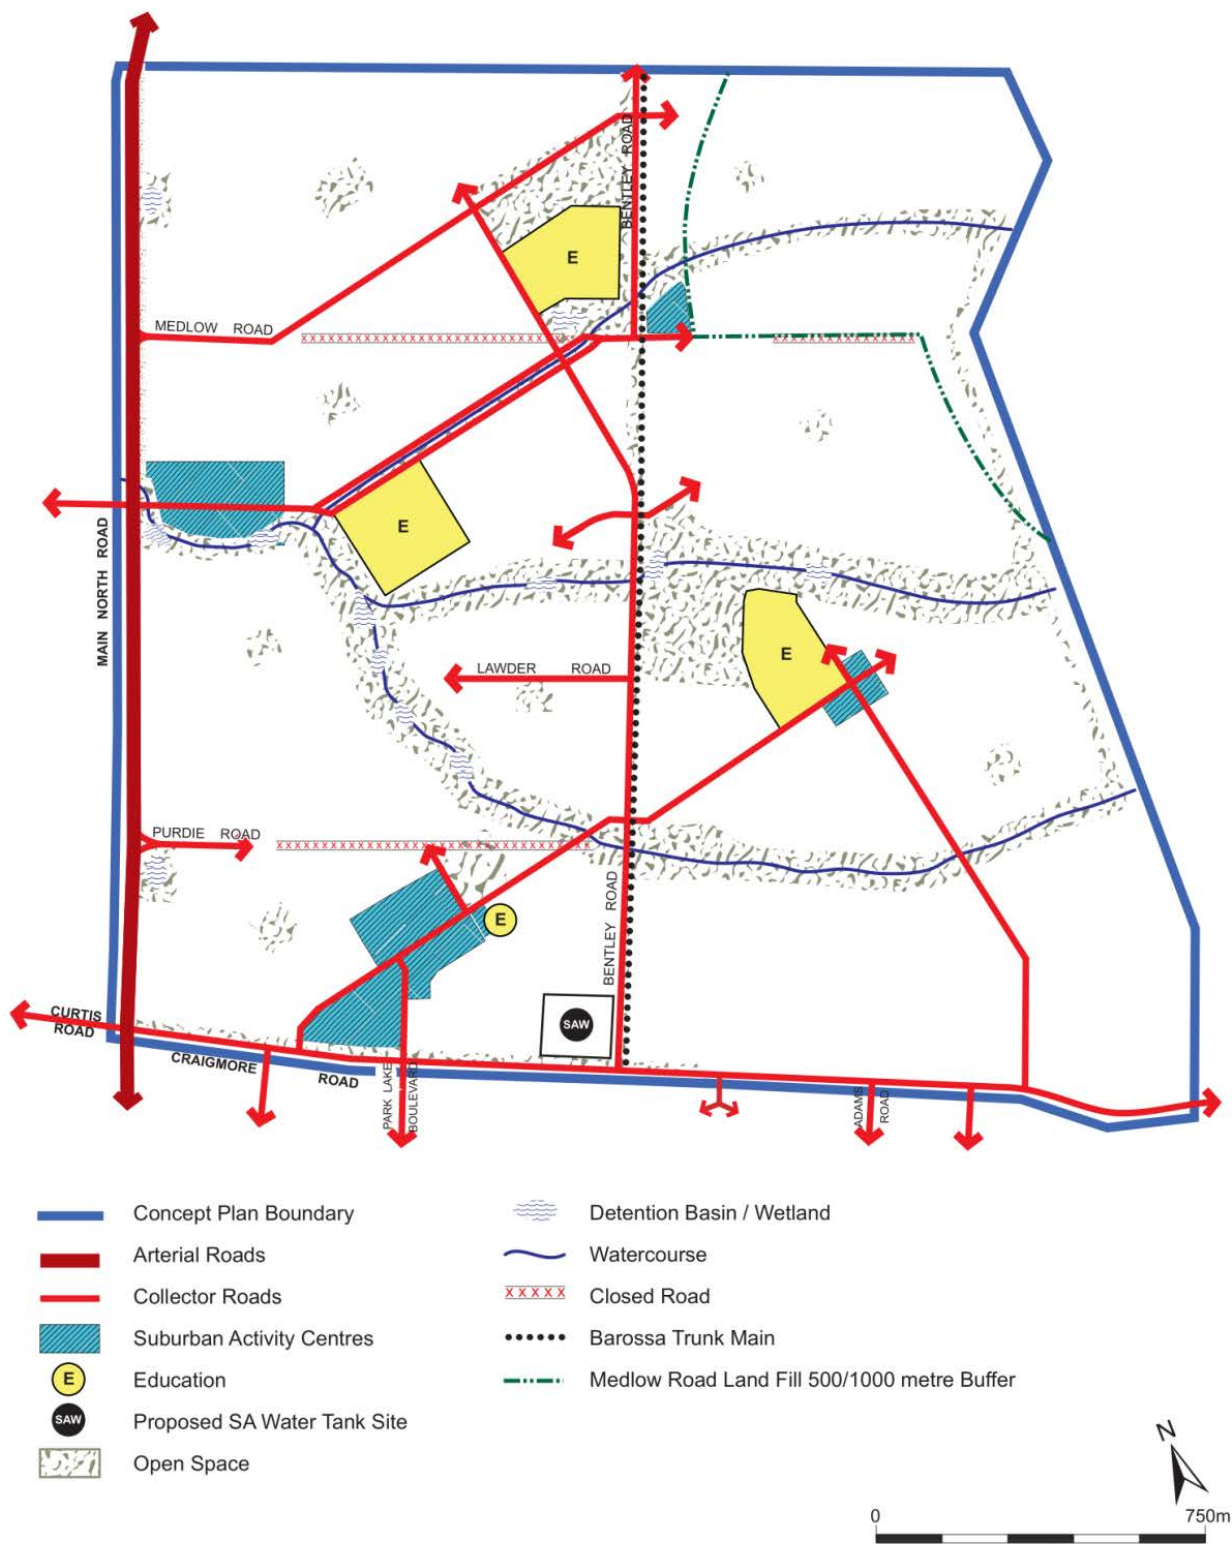 BENTLEY ROAD
E
MEDLOW ROAD
E
MAIN NORTH ROAD
E
LAWDER ROAD
PURDIE ROAD
E
BENTLEY ROAD
SAW
CURTIS
ROAD
CRAIGMORE ROAD
PARK LAKE
BOULEVARD
ADAMS
ROAD
Concept Plan Boundary
Arterial Roads
Collector Roads
Suburban Activity Centres
E Education
SAW Proposed SA Water Tank Site
Open Space
Detention Basin / Wetland
Watercourse
X X X X X Closed Road
Barossa Trunk Main
Medlow Road Land Fill 500/1000 metre Buffer
N
0 750m